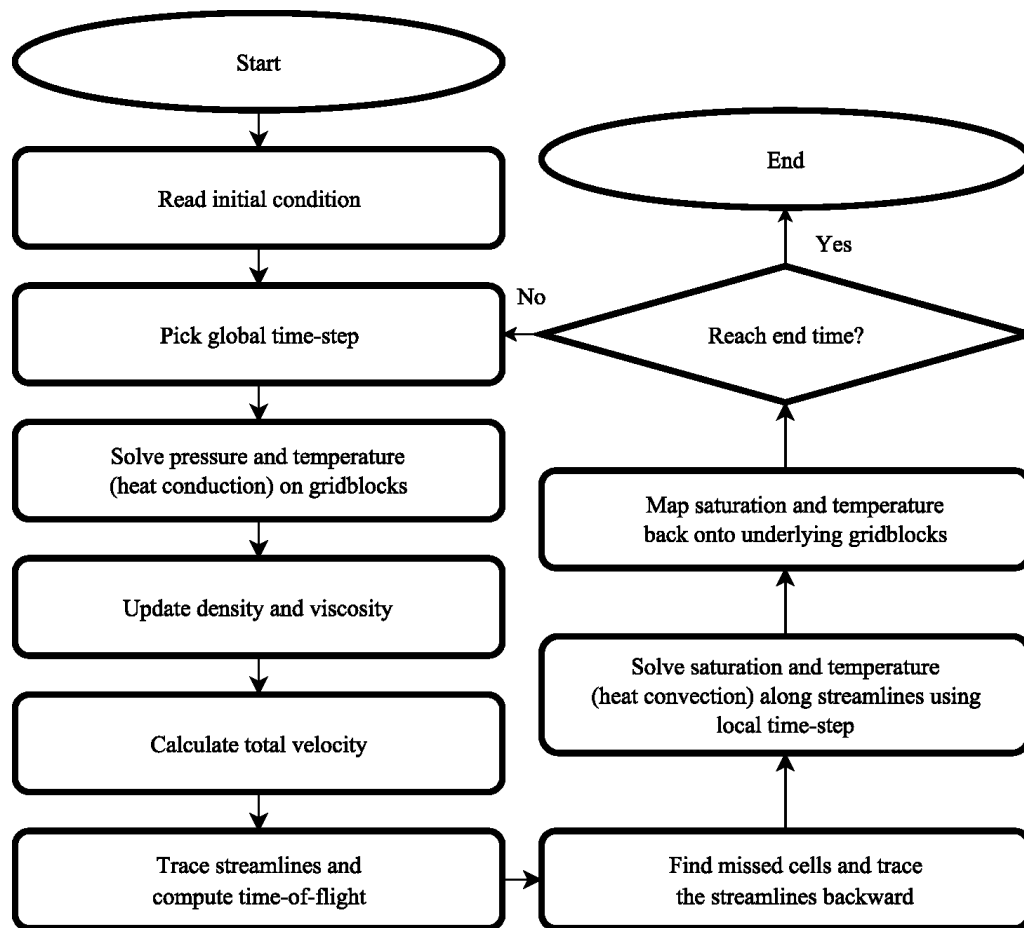 Start
Read initial condition
Pick global time-step
Solve pressure and temperature
(heat conduction) on gridblocks
Update density and viscosity
Calculate total velocity
Trace streamlines and
compute time-of-flight
Find missed cells and trace
the streamlines backward
Solve saturation and temperature
(heat convection) along streamlines using
local time-step
Map saturation and temperature
back onto underlying gridblocks
Reach end time?
No
Yes
End